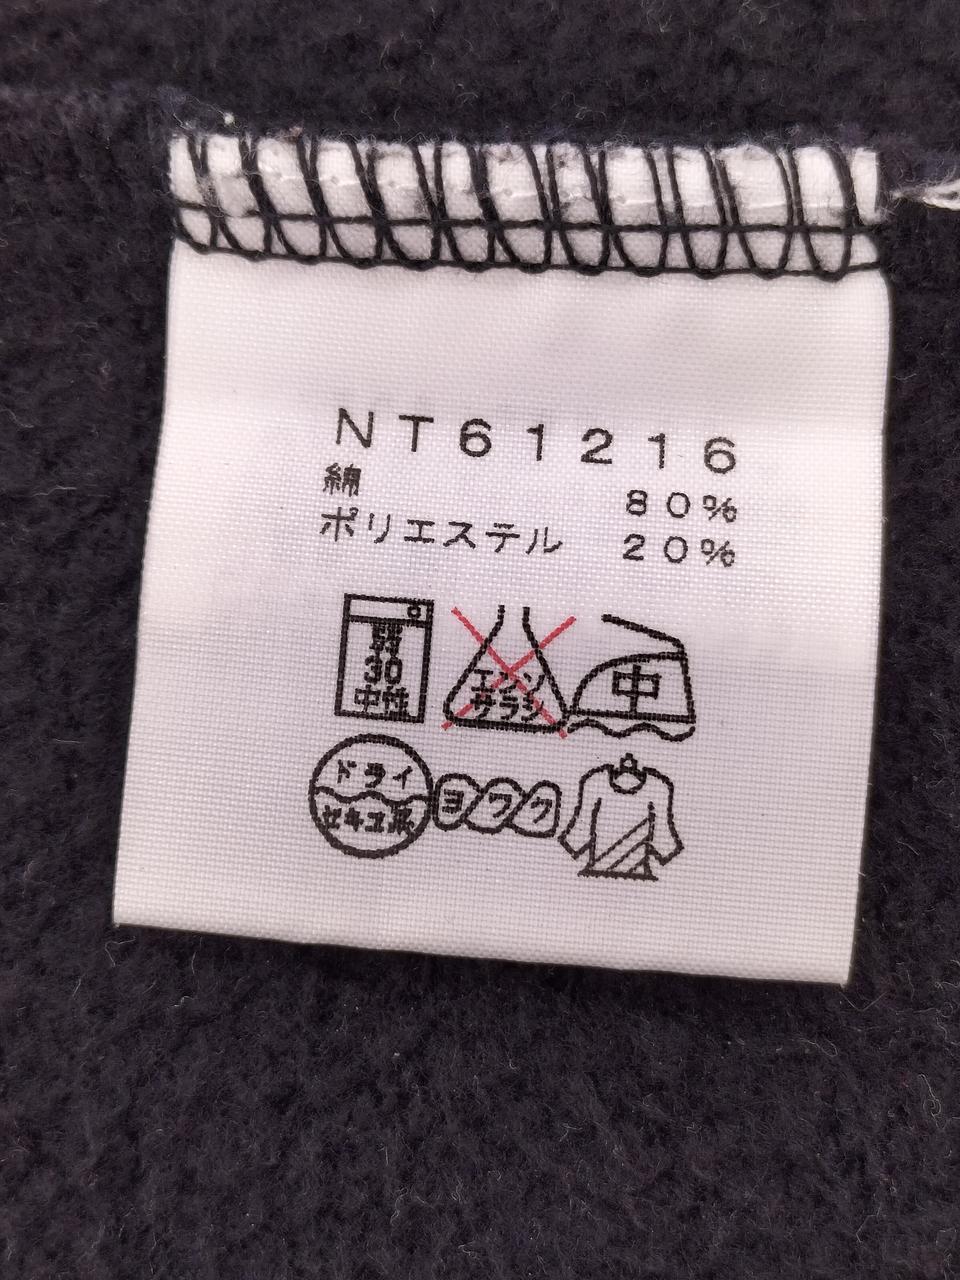 NT61216
綿 80%
ポリエステル 20%
弱
30
中性
エンソ
サラシ
中
ドライ
セキユ系
ヨワク